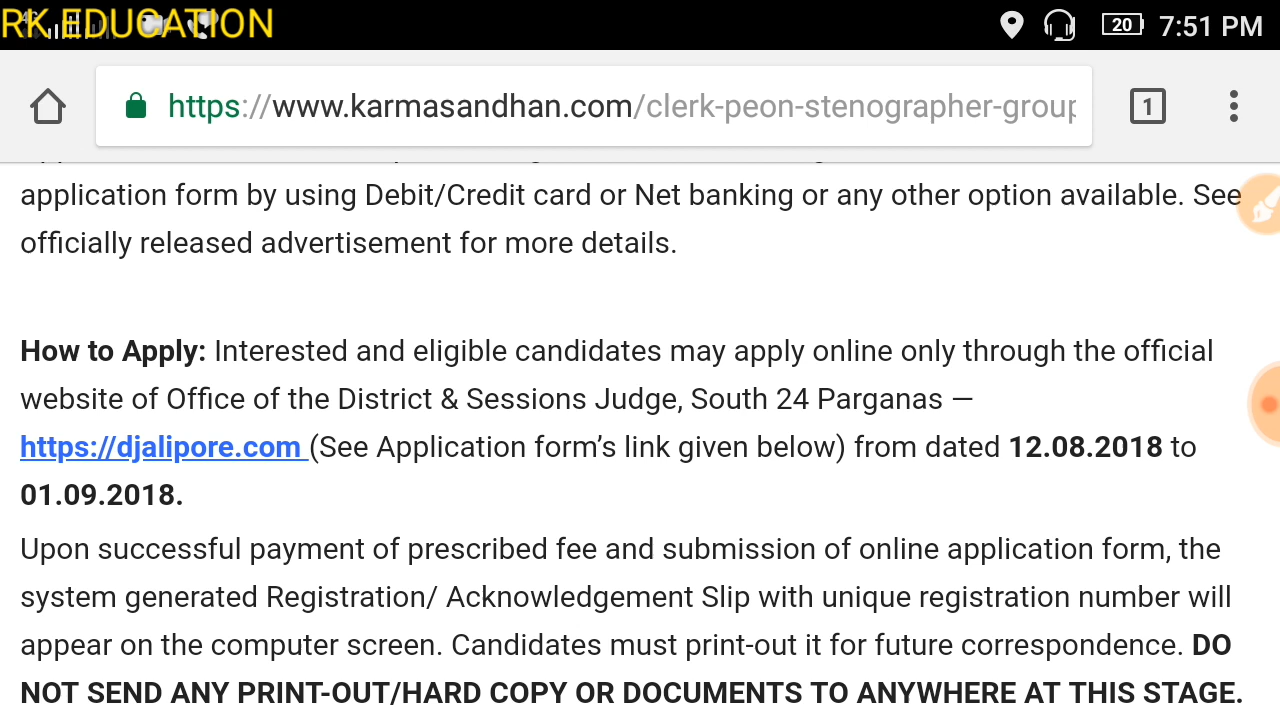 RK EDUCATION
4G
20 7:51 PM
https://www.karmasandhan.com/clerk-peon-stenographer-group
1
application form by using Debit/Credit card or Net banking or any other option available. See
officially released advertisement for more details.
How to Apply: Interested and eligible candidates may apply online only through the official
website of Office of the District & Sessions Judge, South 24 Parganas —
https://djalipore.com (See Application form’s link given below) from dated 12.08.2018 to
01.09.2018.
Upon successful payment of prescribed fee and submission of online application form, the
system generated Registration/ Acknowledgement Slip with unique registration number will
appear on the computer screen. Candidates must print-out it for future correspondence. DO
NOT SEND ANY PRINT-OUT/HARD COPY OR DOCUMENTS TO ANYWHERE AT THIS STAGE.